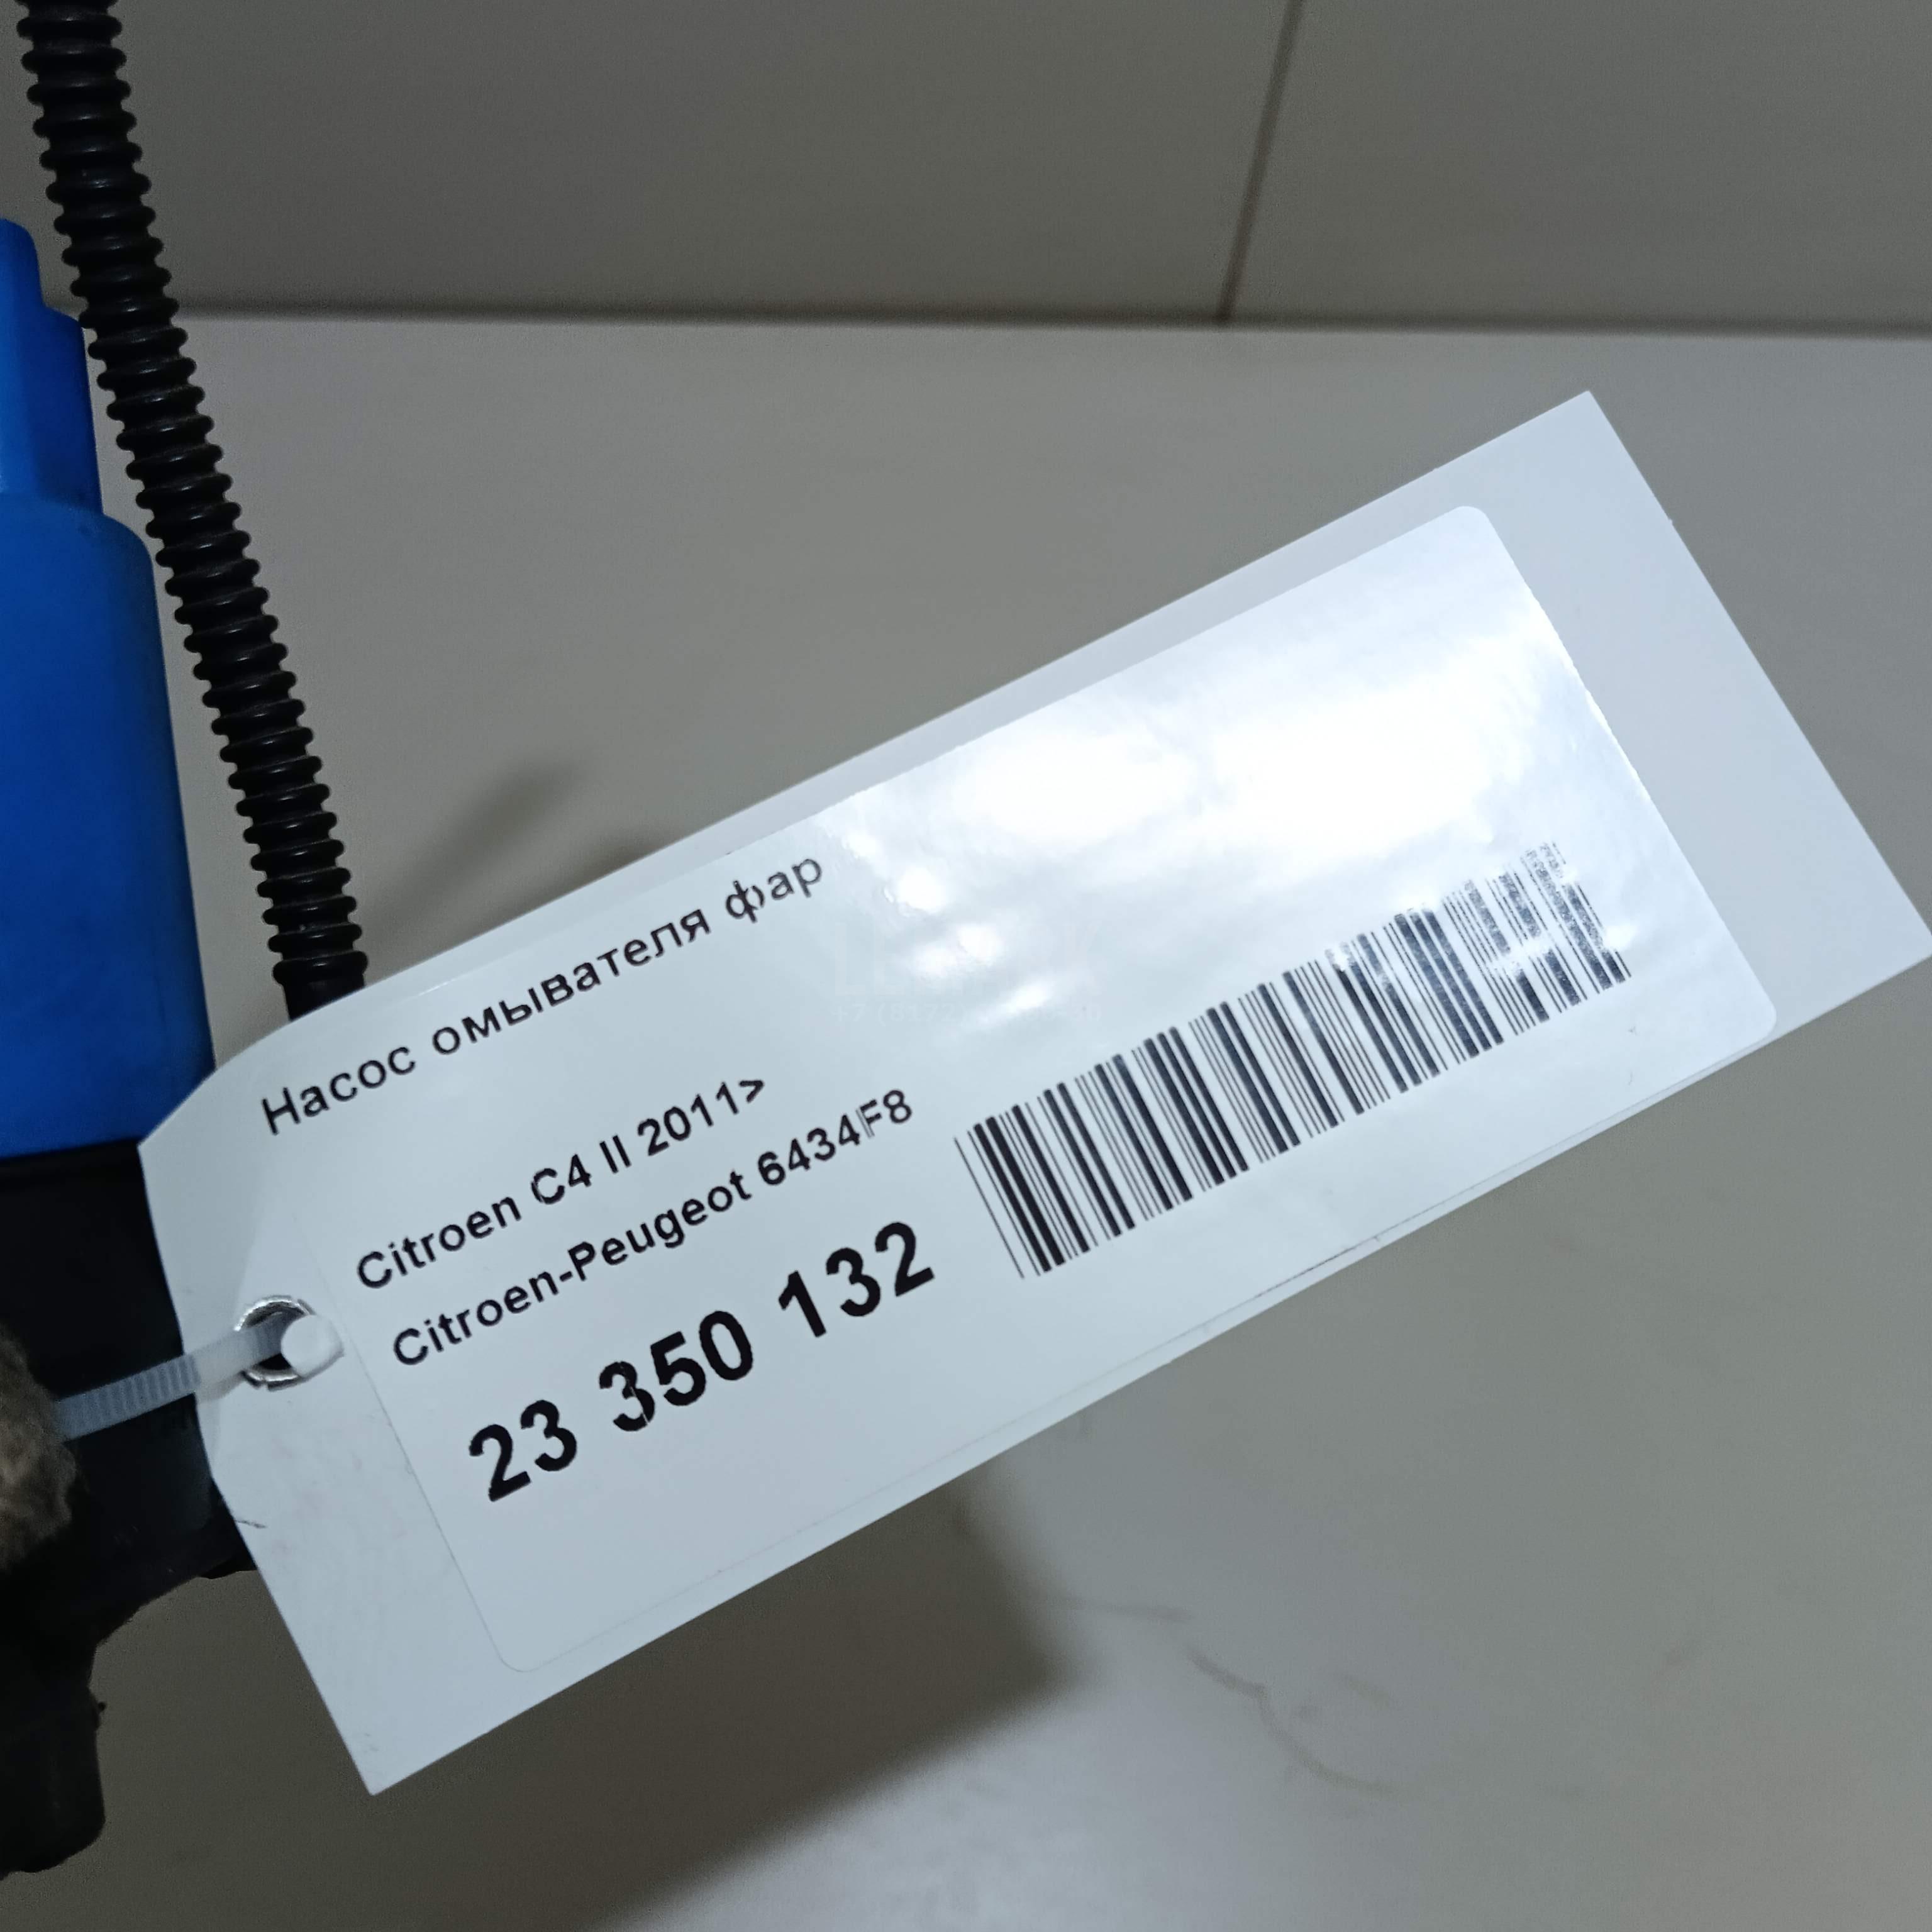 Насос омывателя фар
Citroen C4 II 2011>
Citroen-Peugeot 6434F8
23 350 132